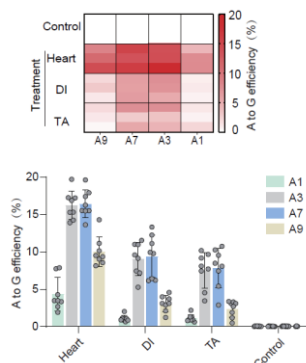 Control
Heart
DI
TA
Treatment
A9 A7 A3 A1
20
15
10
5
0
A to G efficiency (%)
A to G efficiency (%)
20
15
10
5
0
A1
A3
A7
A9
Heart DI TA Control